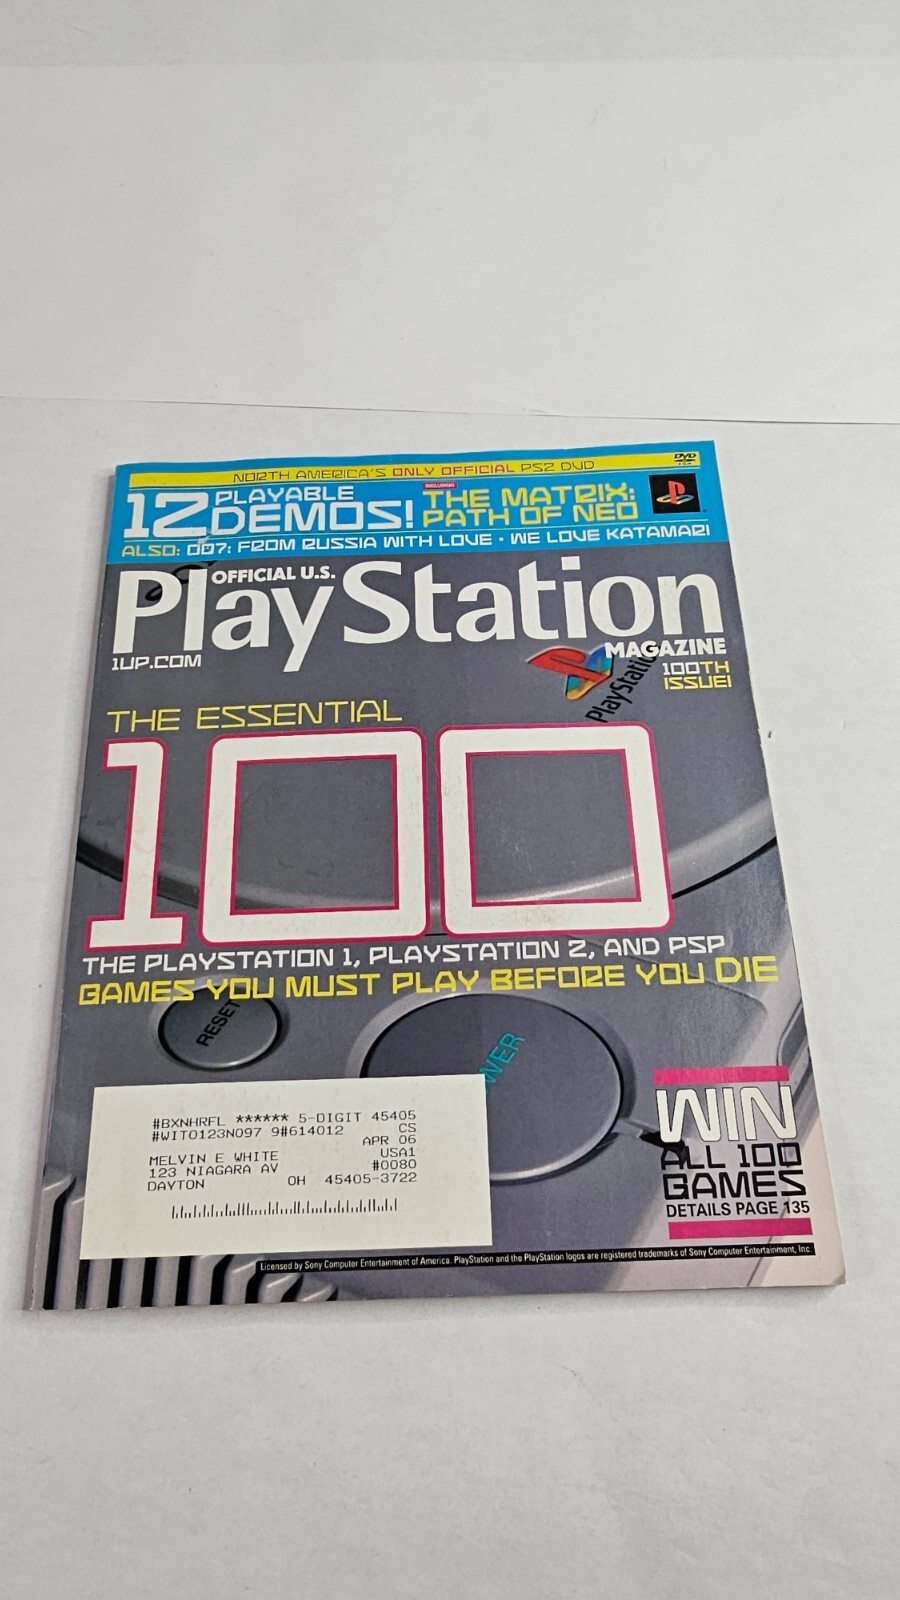 NORTH AMERICA'S ONLY OFFICIAL PS2 DVD
DVD
ROM
12 PLAYABLE DEMOS!
INCLUDING
THE MATRIX: PATH OF NEO
ALSO: 007: FROM RUSSIA WITH LOVE • WE LOVE KATAMARI
OFFICIAL U.S.
PlayStation
MAGAZINE
1UP.COM
100TH
ISSUE!
PlayStation
THE ESSENTIAL
100
THE PLAYSTATION 1, PLAYSTATION 2, AND PSP
GAMES YOU MUST PLAY BEFORE YOU DIE
RESET
WER
#BXNHRFL ****** 5-DIGIT 45405
#WIT0123N097 9#614012 CS
APR 06
MELVIN E WHITE USA1
123 NIAGARA AV #0080
DAYTON OH 45405-3722
WIN
ALL 100
GAMES
DETAILS PAGE 135
Licensed by Sony Computer Entertainment of America. PlayStation and the PlayStation logos are registered trademarks of Sony Computer Entertainment, Inc.